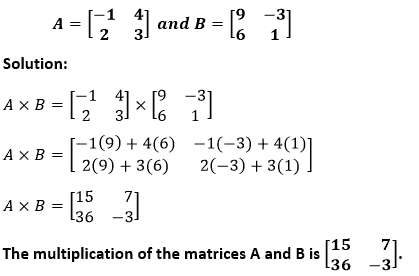 A = [−1 4 2 3] and B = [9 −3 6 1]
Solution:
A × B = [−1 4 2 3] × [9 −3 6 1]
A × B = [−1(9) + 4(6) −1(−3) + 4(1) 2(9) + 3(6) 2(−3) + 3(1)]
A × B = [15 7 36 −3]
The multiplication of the matrices A and B is [15 7 36 −3].